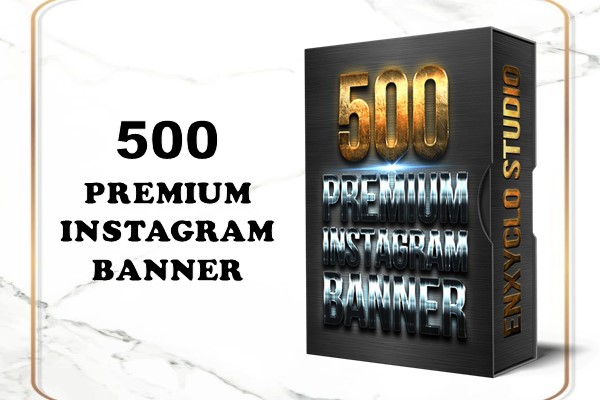 500
PREMIUM
INSTAGRAM
BANNER
500
PREMIUM
INSTAGRAM
BANNER
ENXYCLO STUDIO